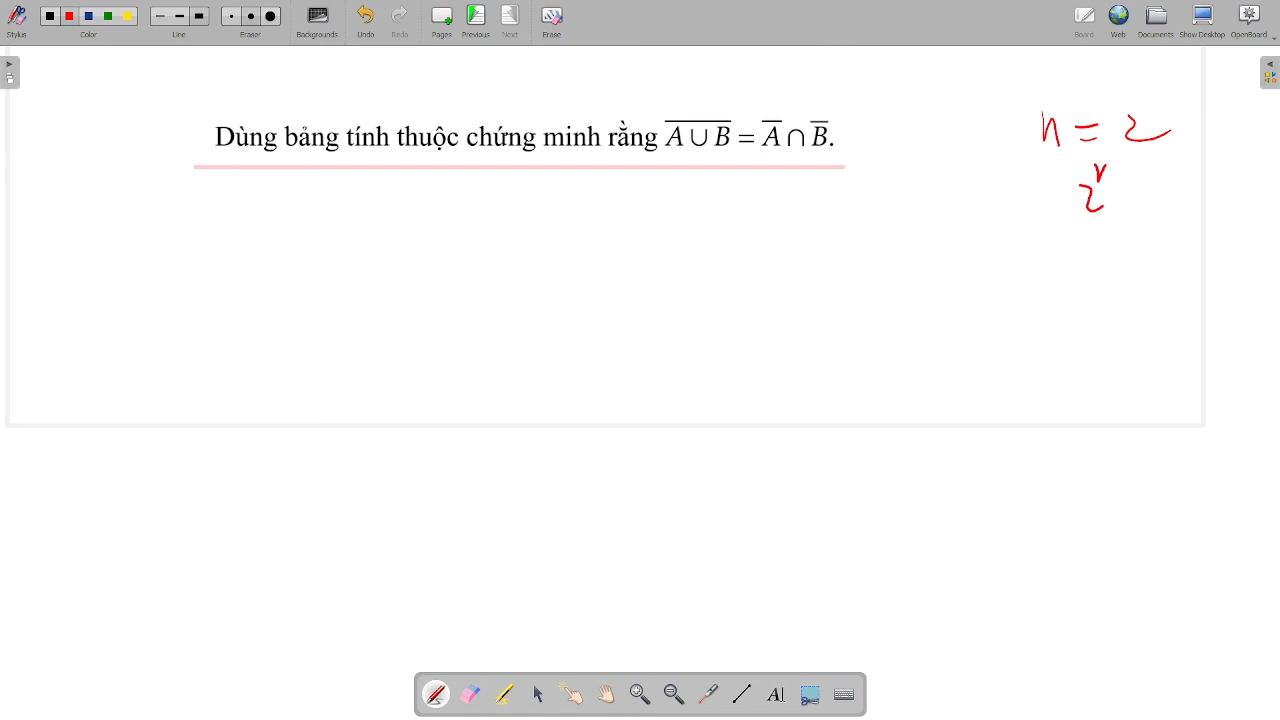 Stylus Color Line Eraser Backgrounds Undo Redo Pages Previous Next Erase Board Web Documents Show Desktop OpenBoard
Dùng bảng tính thuộc chứng minh rằng $\overline{A \cup B} = \overline{A} \cap \overline{B}$.
n = 2
2